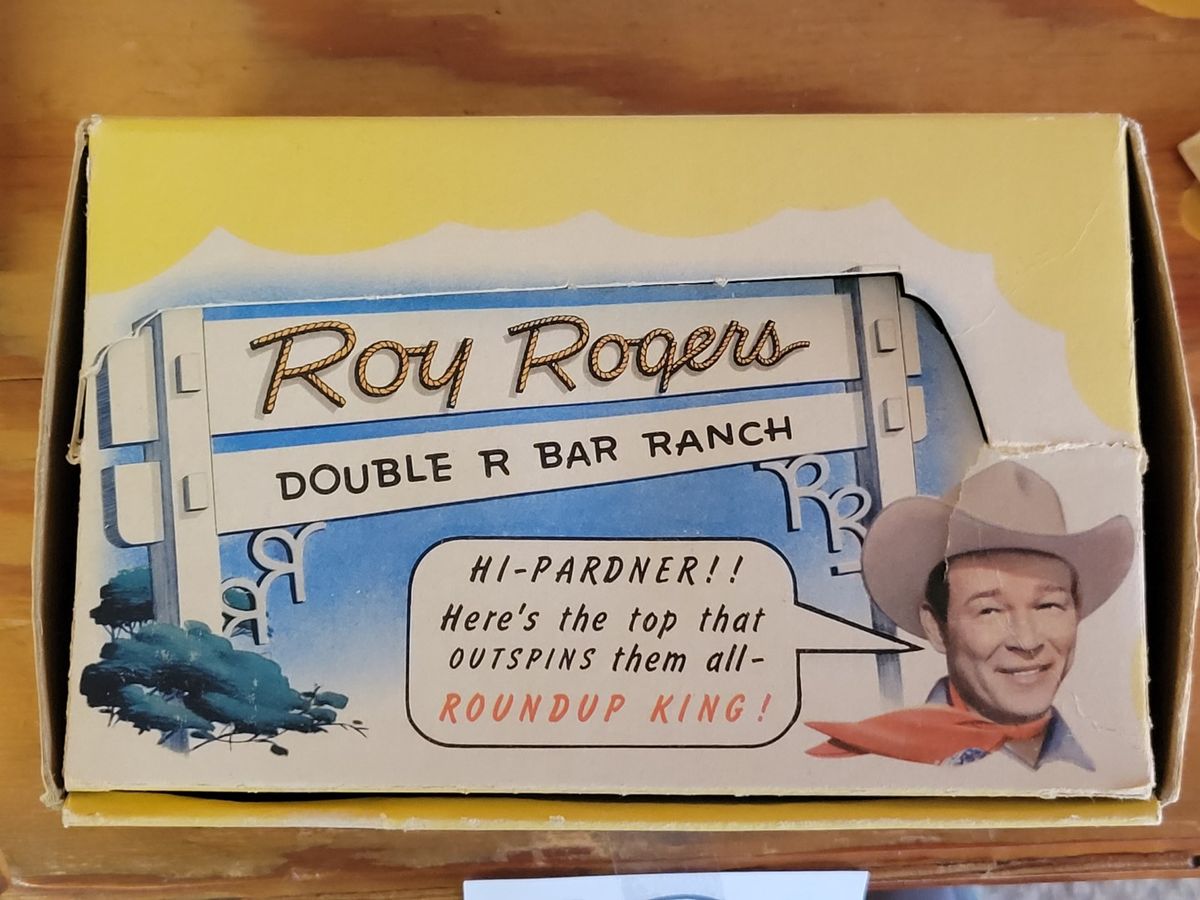 Roy Rogers
DOUBLE R BAR RANCH
R R
R R
HI-PARDNER!!
Here's the top that
OUTSPINS them all-
ROUNDUP KING!